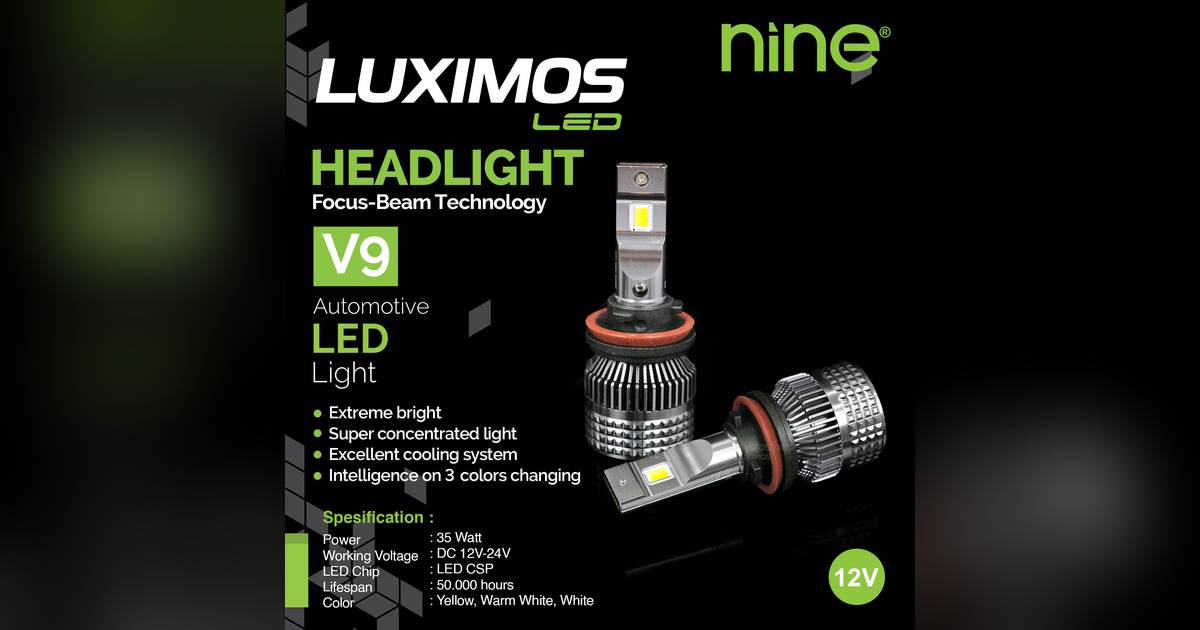 nine®
LUXIMOS
LED
HEADLIGHT
Focus-Beam Technology
V9
Automotive
LED
Light
Extreme bright
Super concentrated light
Excellent cooling system
Intelligence on 3 colors changing
Spesification :
Power : 35 Watt
Working Voltage : DC 12V-24V
LED Chip : LED CSP
Lifespan : 50.000 hours
Color : Yellow, Warm White, White
12V